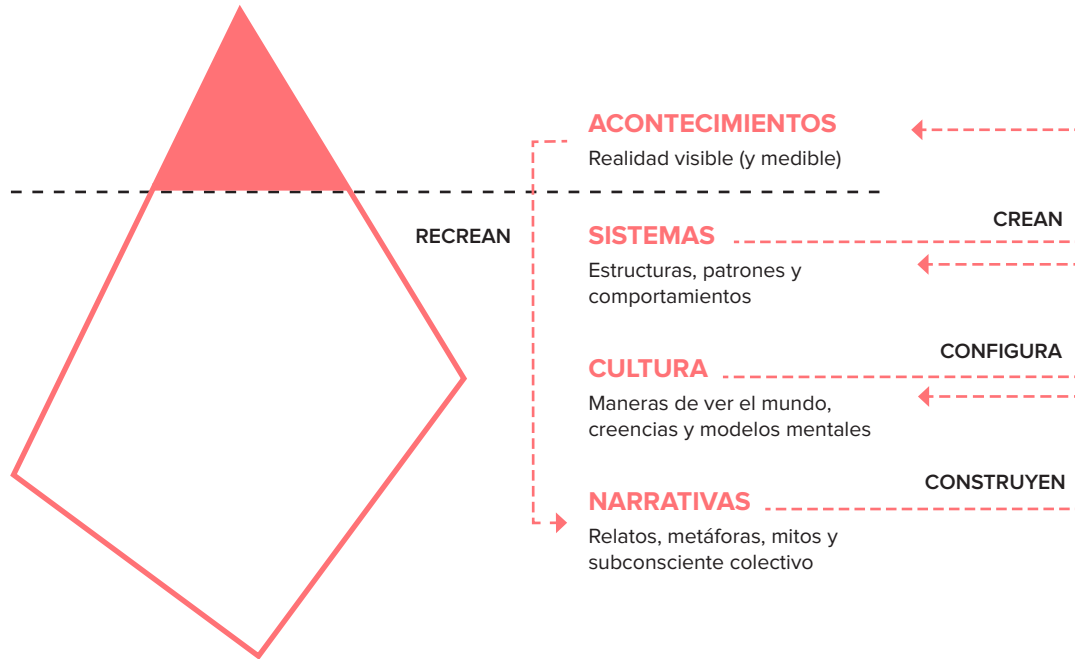 ACONTECIMIENTOS
Realidad visible (y medible)
RECREAN
CREAN
SISTEMAS
Estructuras, patrones y
comportamientos
CONFIGURA
CULTURA
Maneras de ver el mundo,
creencias y modelos mentales
CONSTRUYEN
NARRATIVAS
Relatos, metáforas, mitos y
subconsciente colectivo